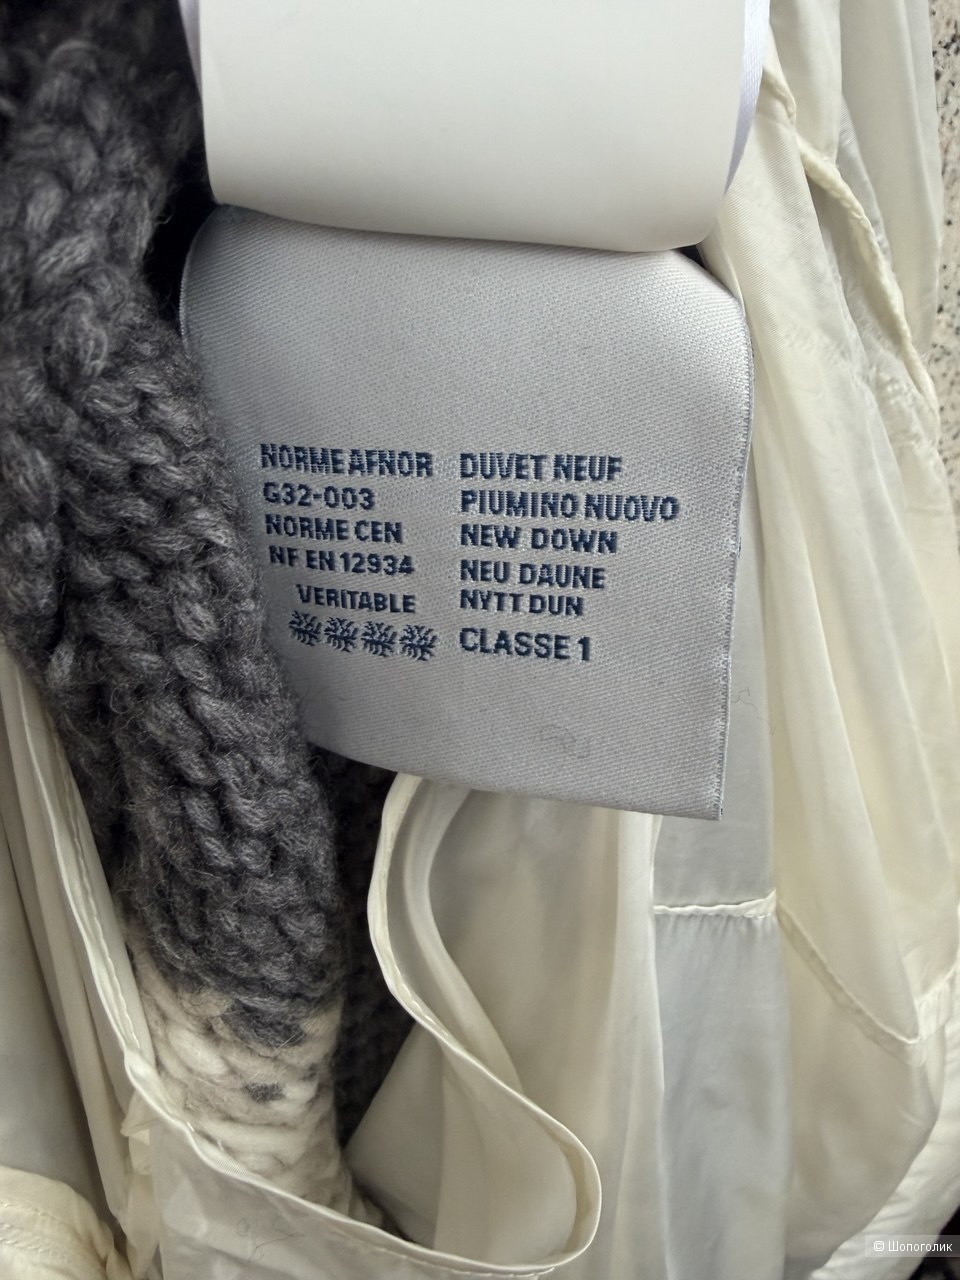 NORME AFNOR
G32-003
NORME CEN
NF EN 12934
VERITABLE
DUVET NEUF
PIUMINO NUOVO
NEW DOWN
NEU DAUNE
NYTT DUN
CLASSE 1
© Шопоголик